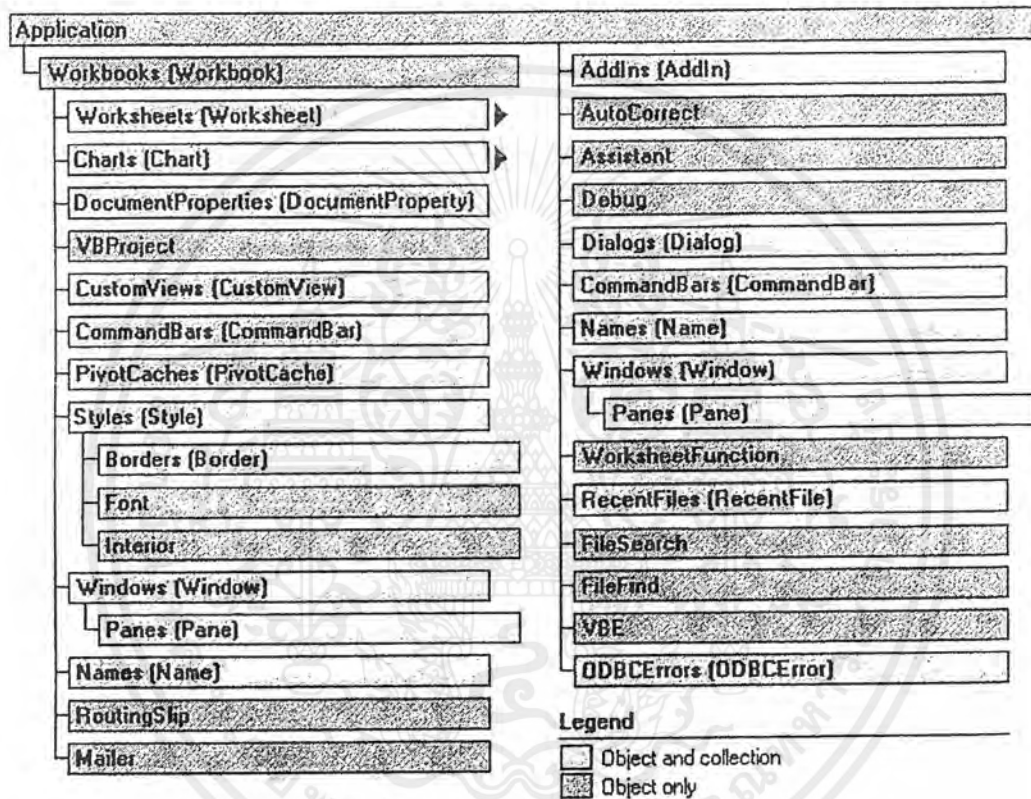 Application
Workbooks (Workbook)
Worksheets (Worksheet)
Charts (Chart)
DocumentProperties (DocumentProperty)
VBProject
CustomViews (CustomView)
CommandBars (CommandBar)
PivotCaches (PivotCache)
Styles (Style)
Borders (Border)
Font
Interior
Windows (Window)
Panes (Pane)
Names (Name)
RoutingSlip
Mailer
AddIns (AddIn)
AutoCorrect
Assistant
Debug
Dialogs (Dialog)
CommandBars (CommandBar)
Names (Name)
Windows (Window)
Panes (Pane)
WorksheetFunction
RecentFiles (RecentFile)
FileSearch
FileFind
VBE
ODBCErrors (ODBCError)
Legend
Object and collection
Object only